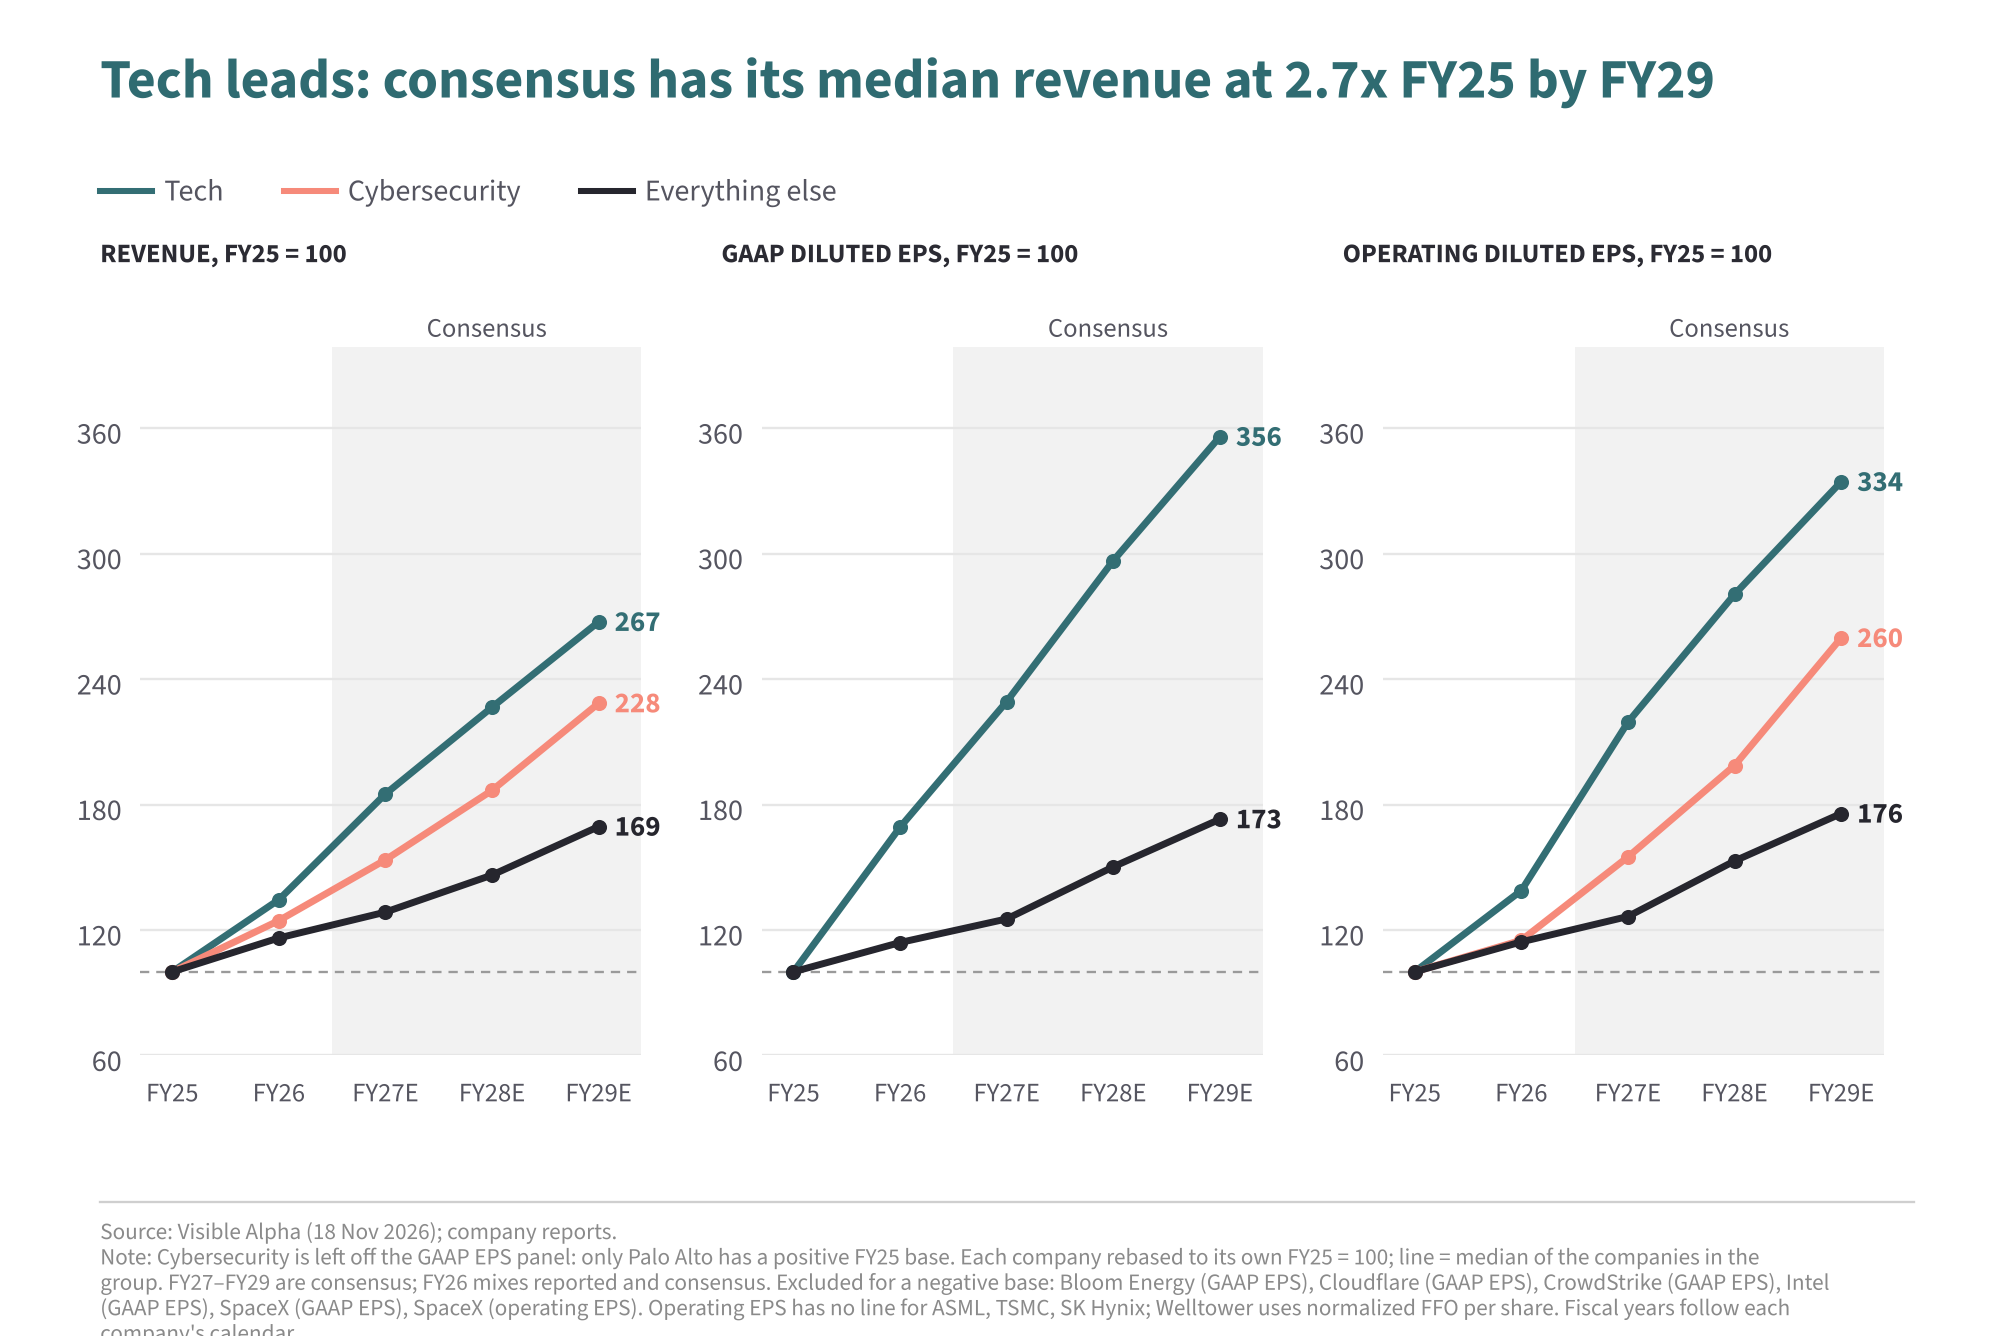 Tech leads: consensus has its median revenue at 2.7x FY25 by FY29
Tech
Cybersecurity
Everything else
REVENUE, FY25 = 100
Consensus
360
300
240
180
120
60
267
228
169
FY25
FY26
FY27E
FY28E
FY29E
GAAP DILUTED EPS, FY25 = 100
Consensus
360
300
240
180
120
60
356
173
FY25
FY26
FY27E
FY28E
FY29E
OPERATING DILUTED EPS, FY25 = 100
Consensus
360
300
240
180
120
60
334
260
176
FY25
FY26
FY27E
FY28E
FY29E
Source: Visible Alpha (18 Nov 2026); company reports.
Note: Cybersecurity is left off the GAAP EPS panel: only Palo Alto has a positive FY25 base. Each company rebased to its own FY25 = 100; line = median of the companies in the
group. FY27–FY29 are consensus; FY26 mixes reported and consensus. Excluded for a negative base: Bloom Energy (GAAP EPS), Cloudflare (GAAP EPS), CrowdStrike (GAAP EPS), Intel
(GAAP EPS), SpaceX (GAAP EPS), SpaceX (operating EPS). Operating EPS has no line for ASML, TSMC, SK Hynix; Welltower uses normalized FFO per share. Fiscal years follow each
company's calendar.